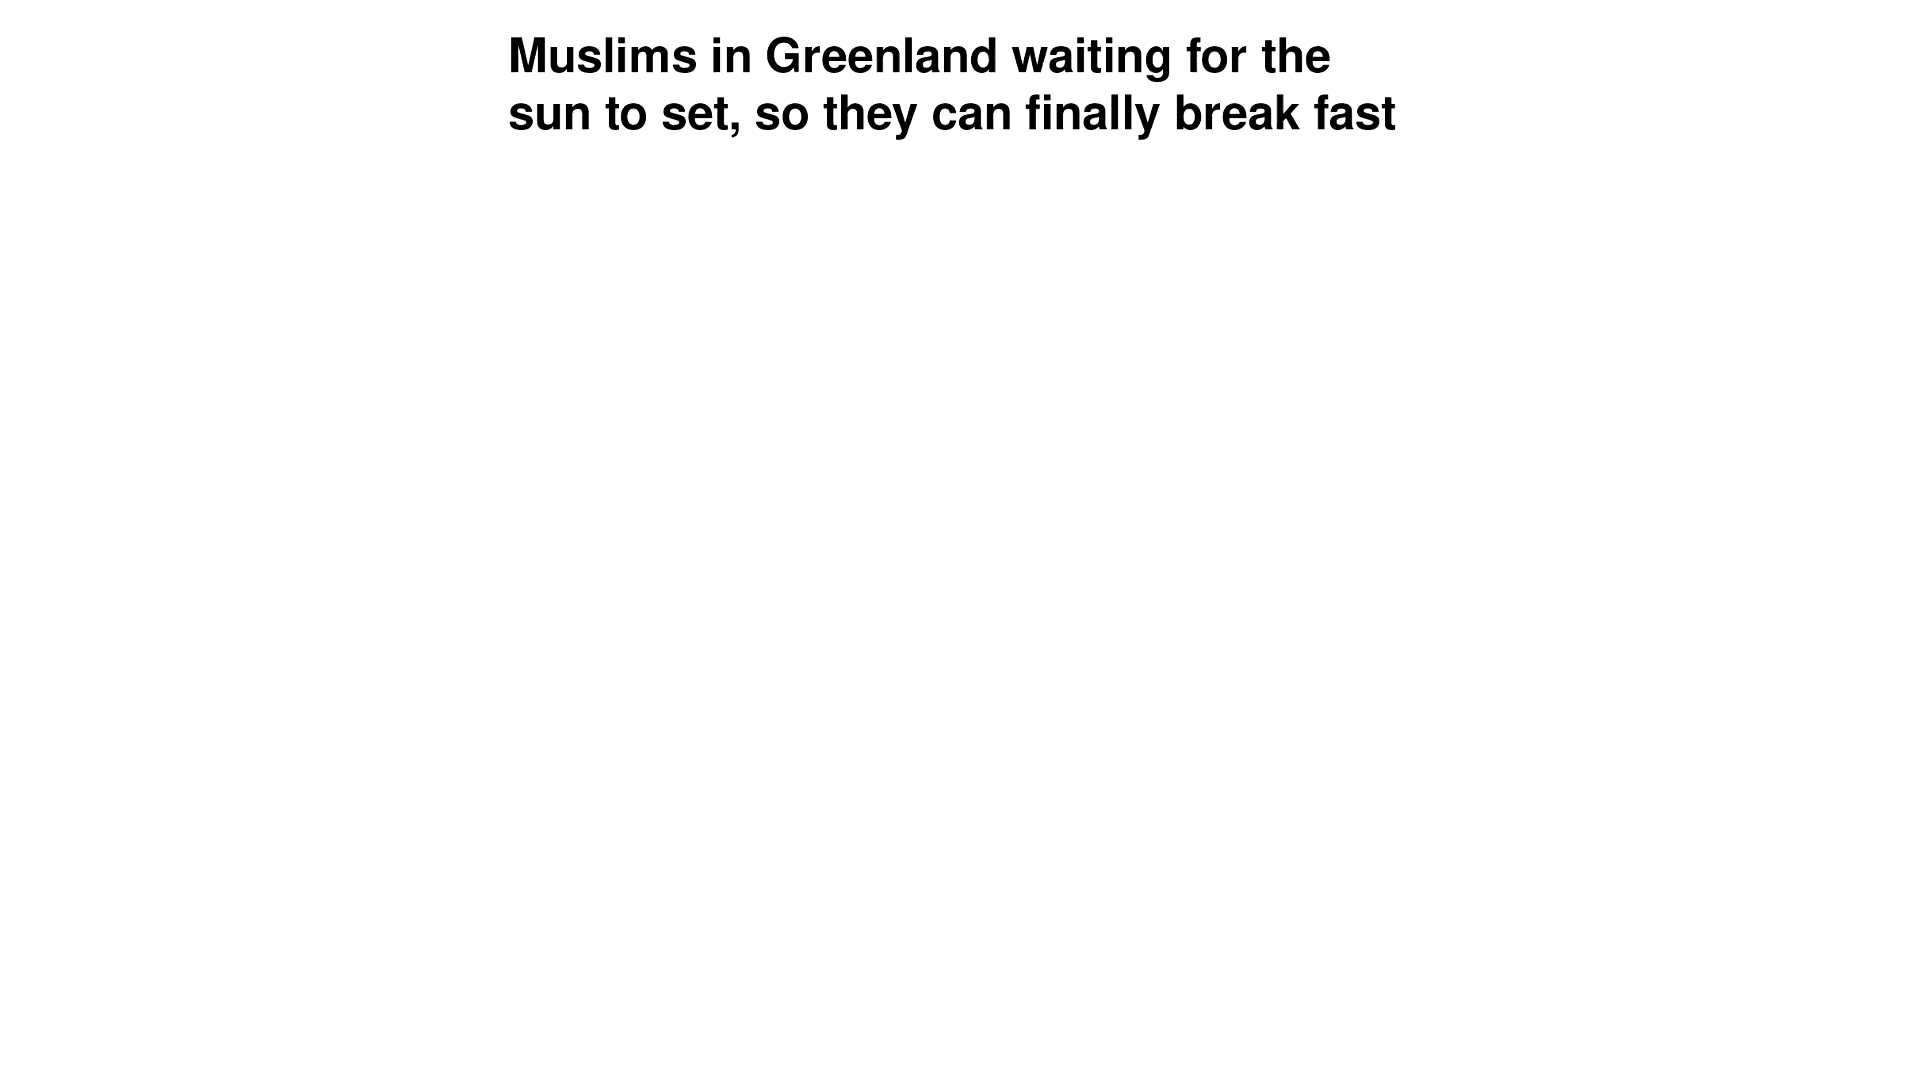 Muslims in Greenland waiting for the
sun to set, so they can finally break fast